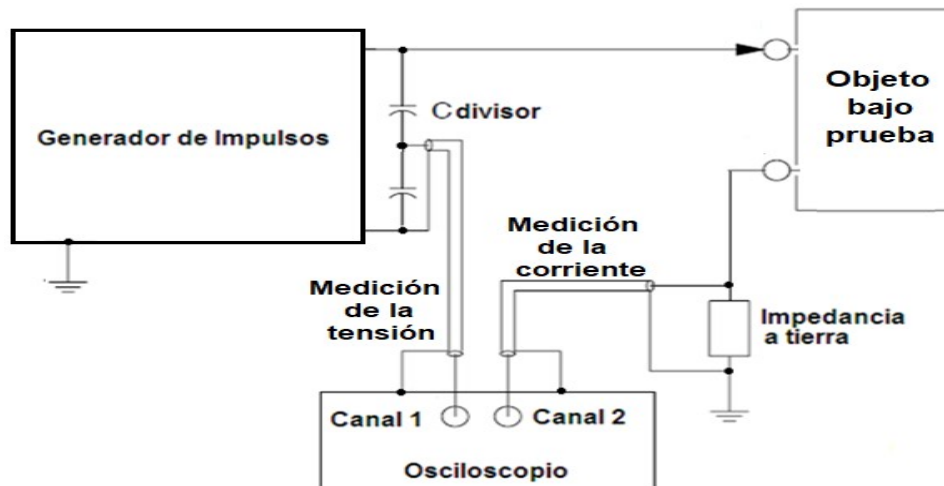 Generador de Impulsos
C divisor
Objeto
bajo
prueba
Medición
de la
corriente
Medición
de la
tensión
Impedancia
a tierra
Canal 1
Canal 2
Osciloscopio